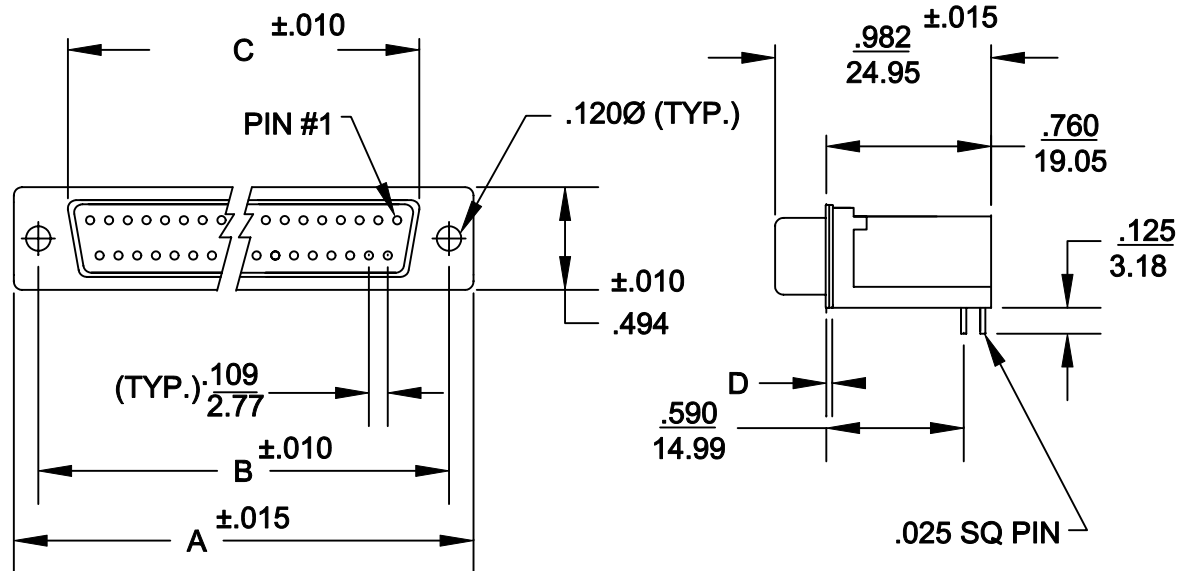 ±.010
C
PIN #1
.120Ø (TYP.)
±.010
.494
(TYP.) .109
2.77
±.010
B
±.015
A
±.015
.982
24.95
.760
19.05
.125
3.18
D
.590
14.99
.025 SQ PIN